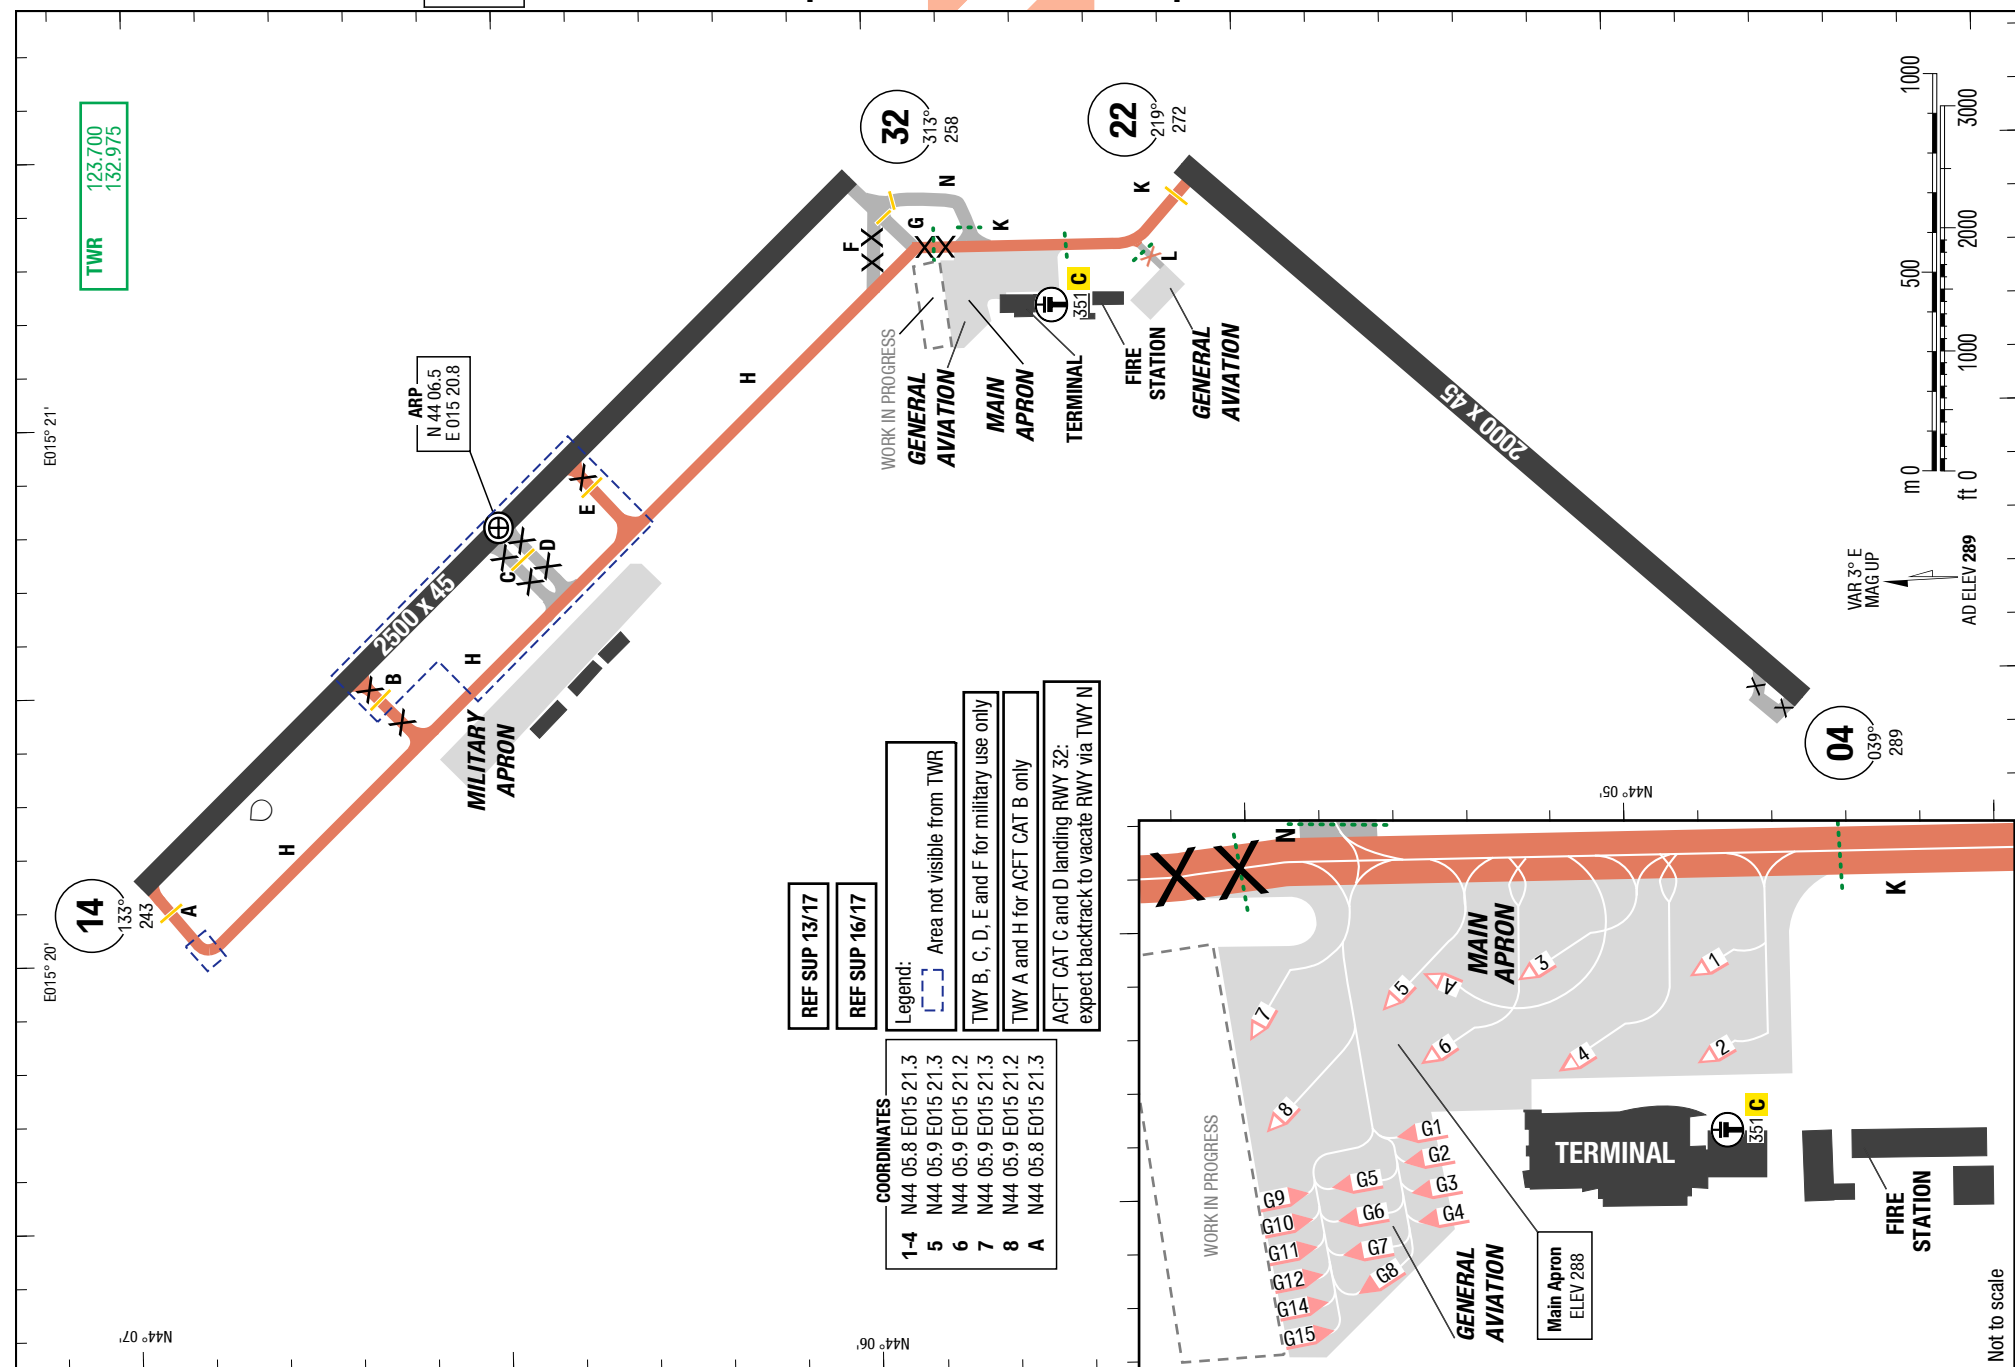 TWR 123.700
132.975
E015° 21'
E015° 20'
N44° 07'
N44° 06'
N44° 05'
ARP
N 44 06.5
E 015 20.8
14
133°
243
32
313°
258
22
219°
272
04
039°
289
2500 x 45
2000 x 45
A
H
B
H
C
D
E
H
F
G
N
K
K
L
MILITARY
APRON
WORK IN PROGRESS
GENERAL
AVIATION
MAIN
APRON
TERMINAL
351 C
FIRE
STATION
GENERAL
AVIATION
m 0 500 1000
ft 0 1000 2000 3000
VAR 3° E
MAG UP
AD ELEV 289
REF SUP 13/17
REF SUP 16/17
Legend:
Area not visible from TWR
TWY B, C, D, E and F for military use only
TWY A and H for ACFT CAT B only
ACFT CAT C and D landing RWY 32:
expect backtrack to vacate RWY via TWY N
COORDINATES
1-4 N44 05.8 E015 21.3
5 N44 05.9 E015 21.3
6 N44 05.9 E015 21.2
7 N44 05.9 E015 21.3
8 N44 05.9 E015 21.2
A N44 05.8 E015 21.3
N
K
MAIN
APRON
WORK IN PROGRESS
7
8
5
A
6
3
4
1
2
G1
G2
G3
G4
G5
G6
G7
G8
G9
G10
G11
G12
G14
G15
GENERAL
AVIATION
Main Apron
ELEV 288
TERMINAL
351 C
FIRE
STATION
Not to scale